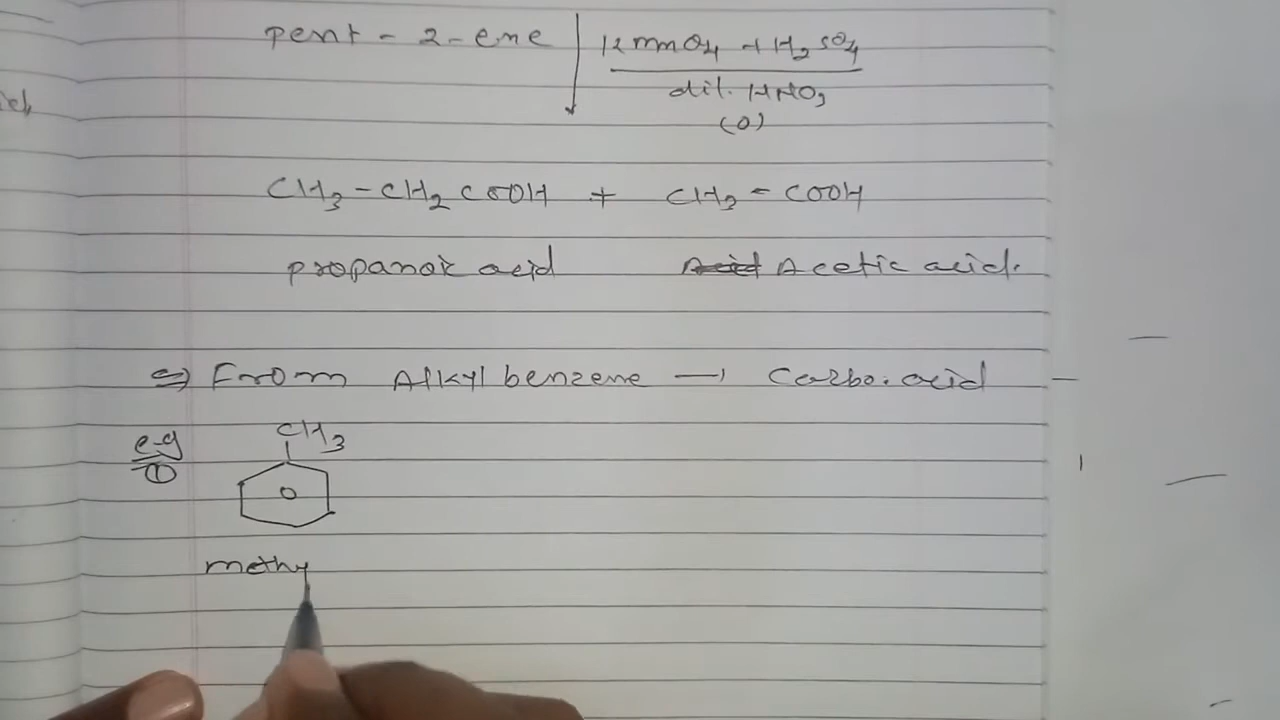 pent - 2 - ene KMnO4 + H2SO4
dil. HNO3
(O)
CH3 - CH2 COOH + CH3 - COOH
propanoic acid Acid Acetic acid.
⇒ From Alkyl benzene → Carbo. acid
e-g CH3
①
methy